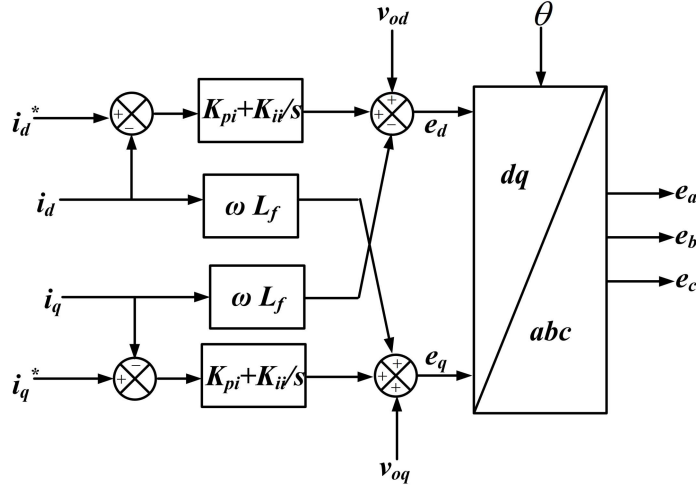 v_od
θ
i_d*
+
−
K_pi+K_ii/s
+
+
−
e_d
dq
i_d
ω L_f
e_a
e_b
e_c
i_q
ω L_f
abc
i_q*
−
+
K_pi+K_ii/s
+
+
+
e_q
v_oq